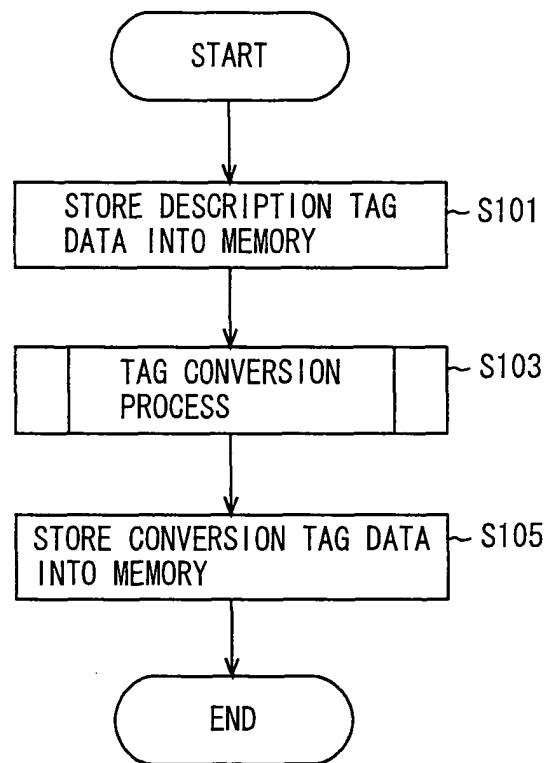 START
STORE DESCRIPTION TAG
DATA INTO MEMORY
~ S101
TAG CONVERSION
PROCESS
~ S103
STORE CONVERSION TAG DATA
INTO MEMORY
~ S105
END